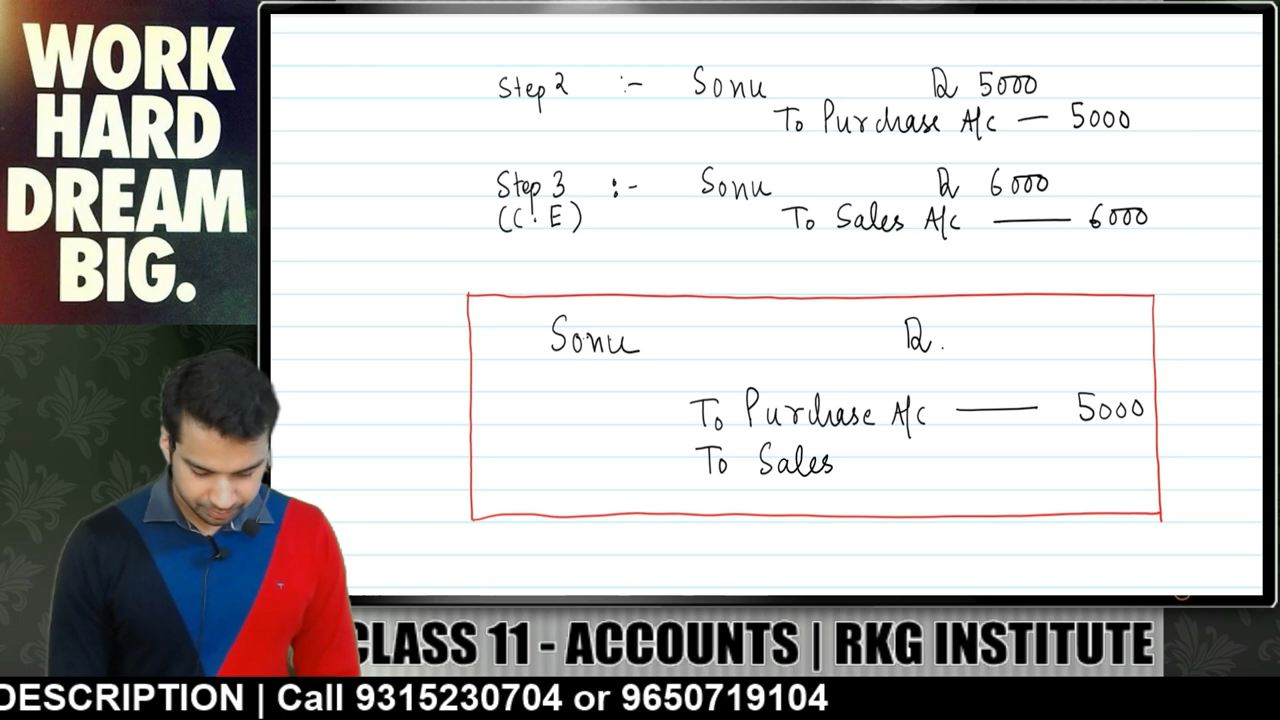 WORK
HARD
DREAM
BIG.
Step 2 :- Sonu Dr 5000
To Purchase A/c — 5000
Step 3 :- Sonu Dr 6000
(C.E) To Sales A/c —— 6000
Sonu Dr.
To Purchase A/c —— 5000
To Sales
CLASS 11 - ACCOUNTS | RKG INSTITUTE
DESCRIPTION | Call 9315230704 or 9650719104